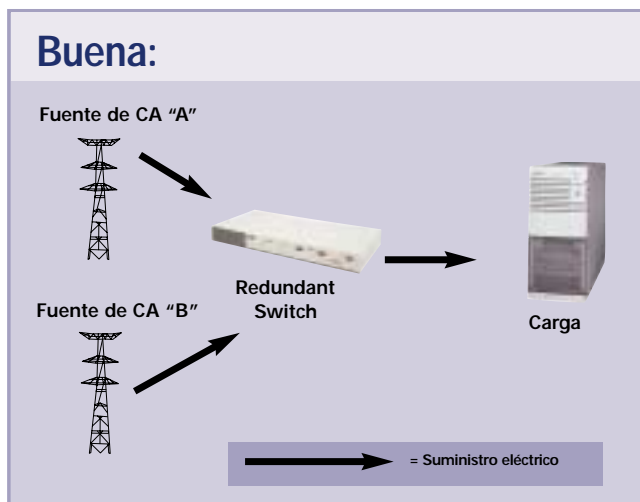 Buena:
Fuente de CA “A”
Redundant
Switch
Fuente de CA “B”
Carga
= Suministro eléctrico